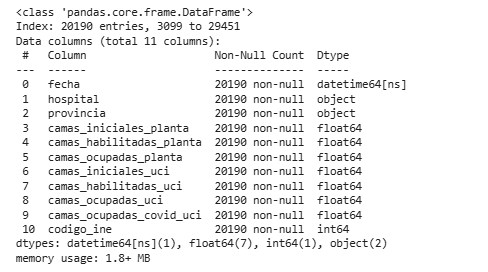 <class 'pandas.core.frame.DataFrame'>
Index: 20190 entries, 3099 to 29451
Data columns (total 11 columns):
 #   Column                    Non-Null Count  Dtype
---  ------                    --------------  -----
 0   fecha                     20190 non-null  datetime64[ns]
 1   hospital                  20190 non-null  object
 2   provincia                 20190 non-null  object
 3   camas_iniciales_planta    20190 non-null  float64
 4   camas_habilitadas_planta  20190 non-null  float64
 5   camas_ocupadas_planta     20190 non-null  float64
 6   camas_iniciales_uci       20190 non-null  float64
 7   camas_habilitadas_uci     20190 non-null  float64
 8   camas_ocupadas_uci        20190 non-null  float64
 9   camas_ocupadas_covid_uci  20190 non-null  float64
 10  codigo_ine                20190 non-null  int64
dtypes: datetime64[ns](1), float64(7), int64(1), object(2)
memory usage: 1.8+ MB